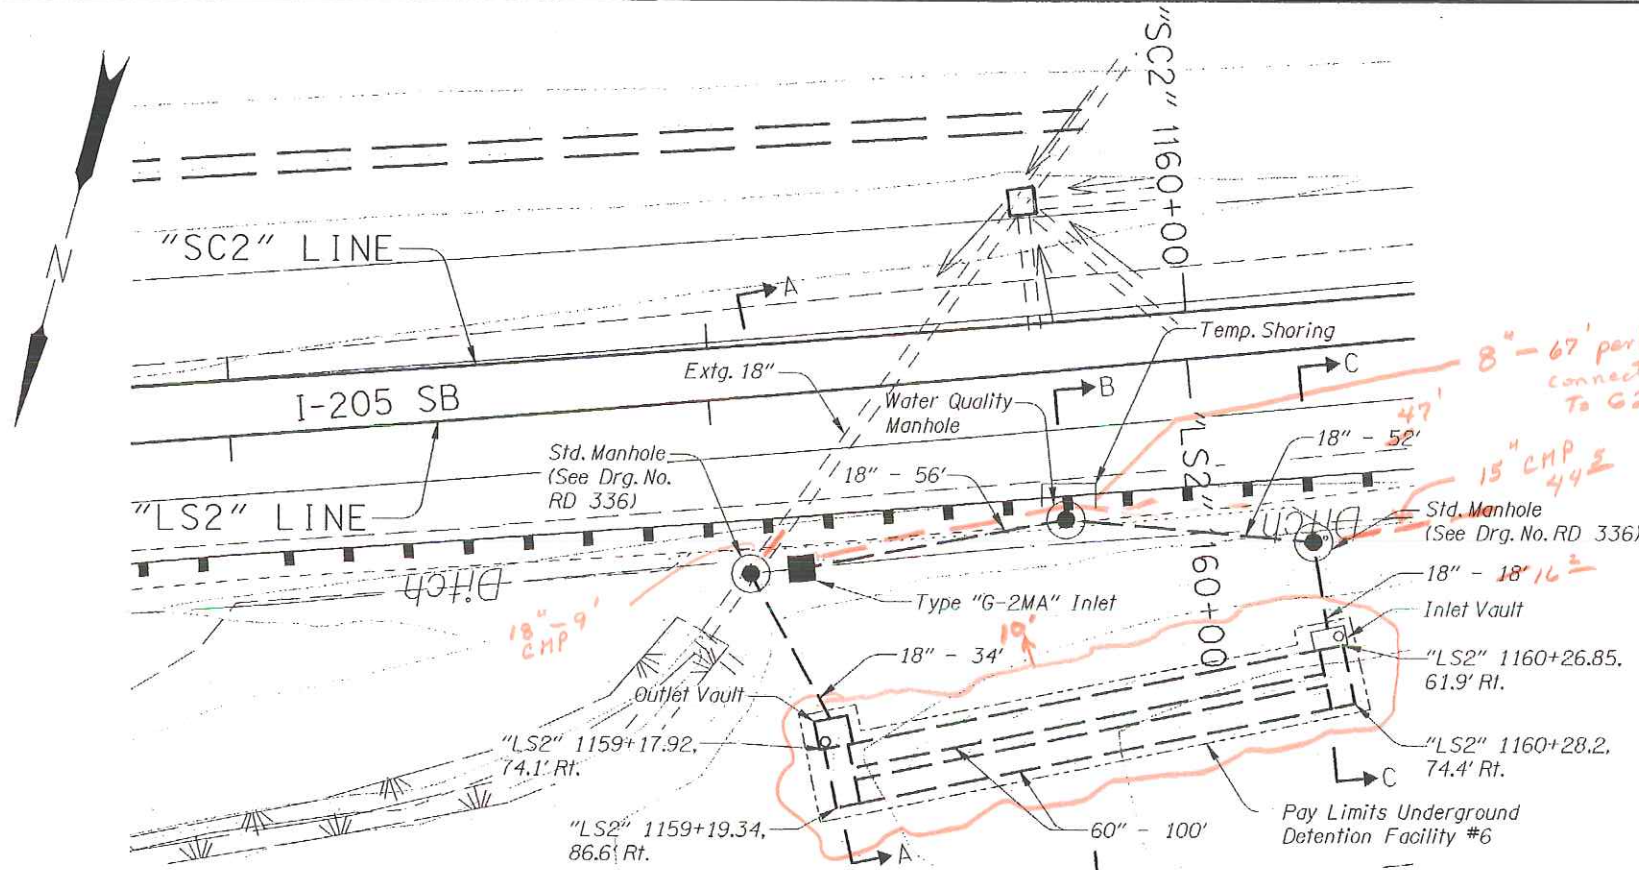 "SC2" 1160+00
N
"SC2" LINE
A
Temp. Shoring
8" - 67' per
connect
To G2
Extg. 18"
I-205 SB
B
C
Water Quality
Manhole
47'
18" - 52'
Std. Manhole
(See Drg. No.
RD 336)
18" - 56'
"LS2" 1160+00
15" CMP
44 5
"LS2" LINE
Ditch
Ditch
Std. Manhole
(See Drg. No. RD 336)
18" - 18' 16 2
Type "G-2MA" Inlet
Inlet Vault
18" - 9'
CMP
10'
18" - 34'
"LS2" 1160+26.85,
61.9' Rt.
Outlet Vault
"LS2" 1159+17.92,
74.1' Rt.
"LS2" 1160+28.2,
74.4' Rt.
C
Pay Limits Underground
Detention Facility #6
"LS2" 1159+19.34,
86.6' Rt.
60" - 100'
A